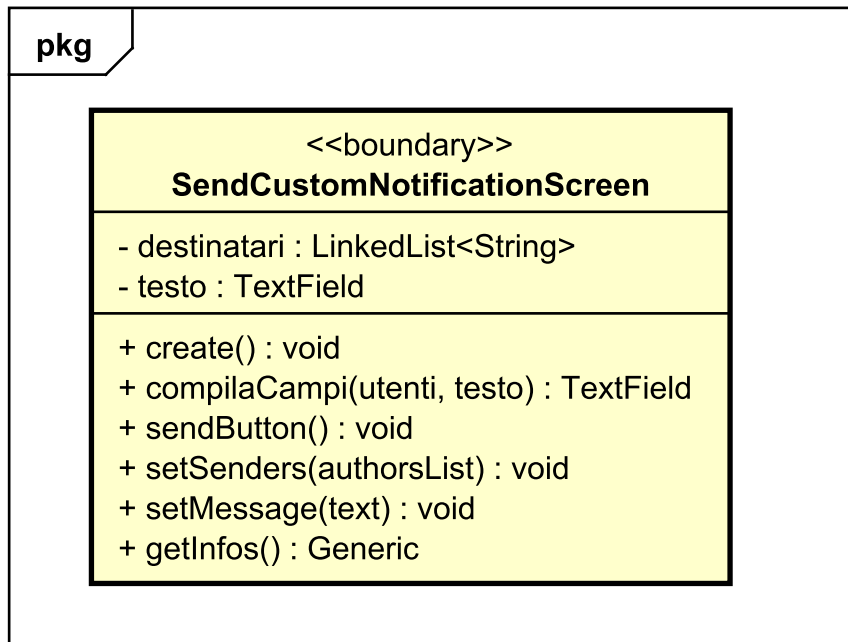 pkg
<<boundary>>
SendCustomNotificationScreen
- destinatari : LinkedList<String>
- testo : TextField
+ create() : void
+ compilaCampi(utenti, testo) : TextField
+ sendButton() : void
+ setSenders(authorsList) : void
+ setMessage(text) : void
+ getInfos() : Generic